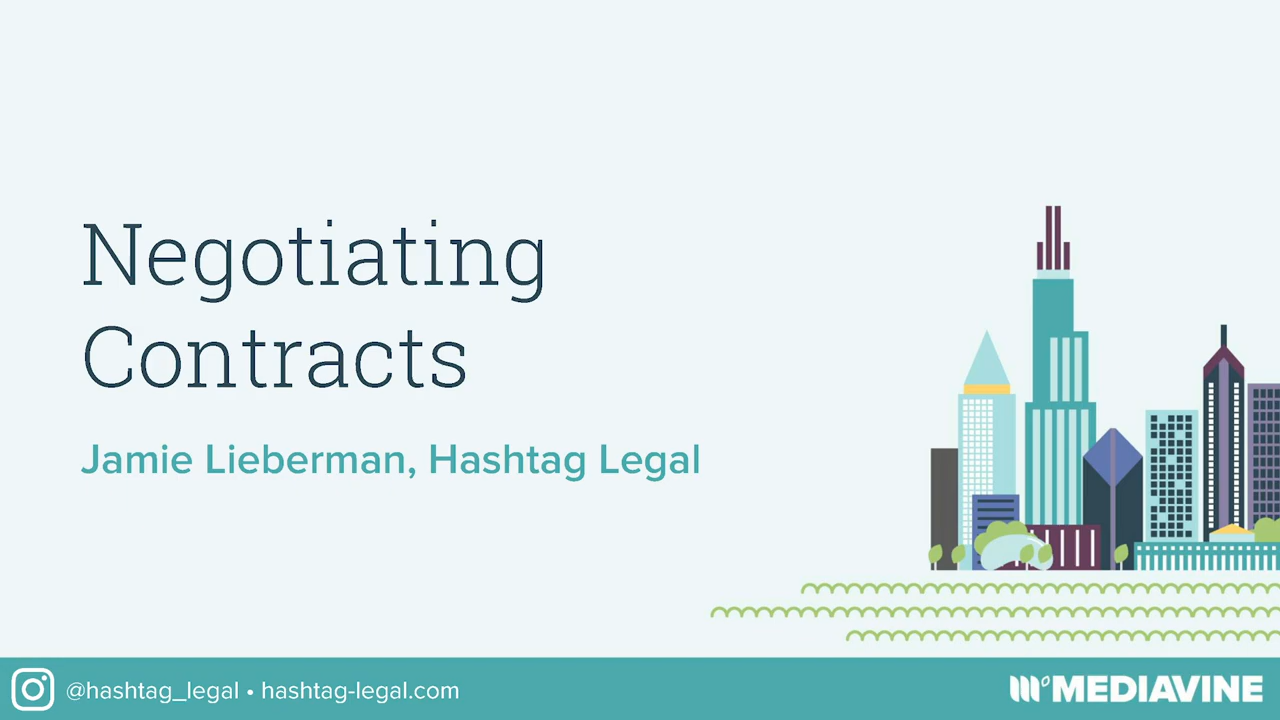 Negotiating
Contracts
Jamie Lieberman, Hashtag Legal
@hashtag_legal • hashtag-legal.com
MEDIAVINE